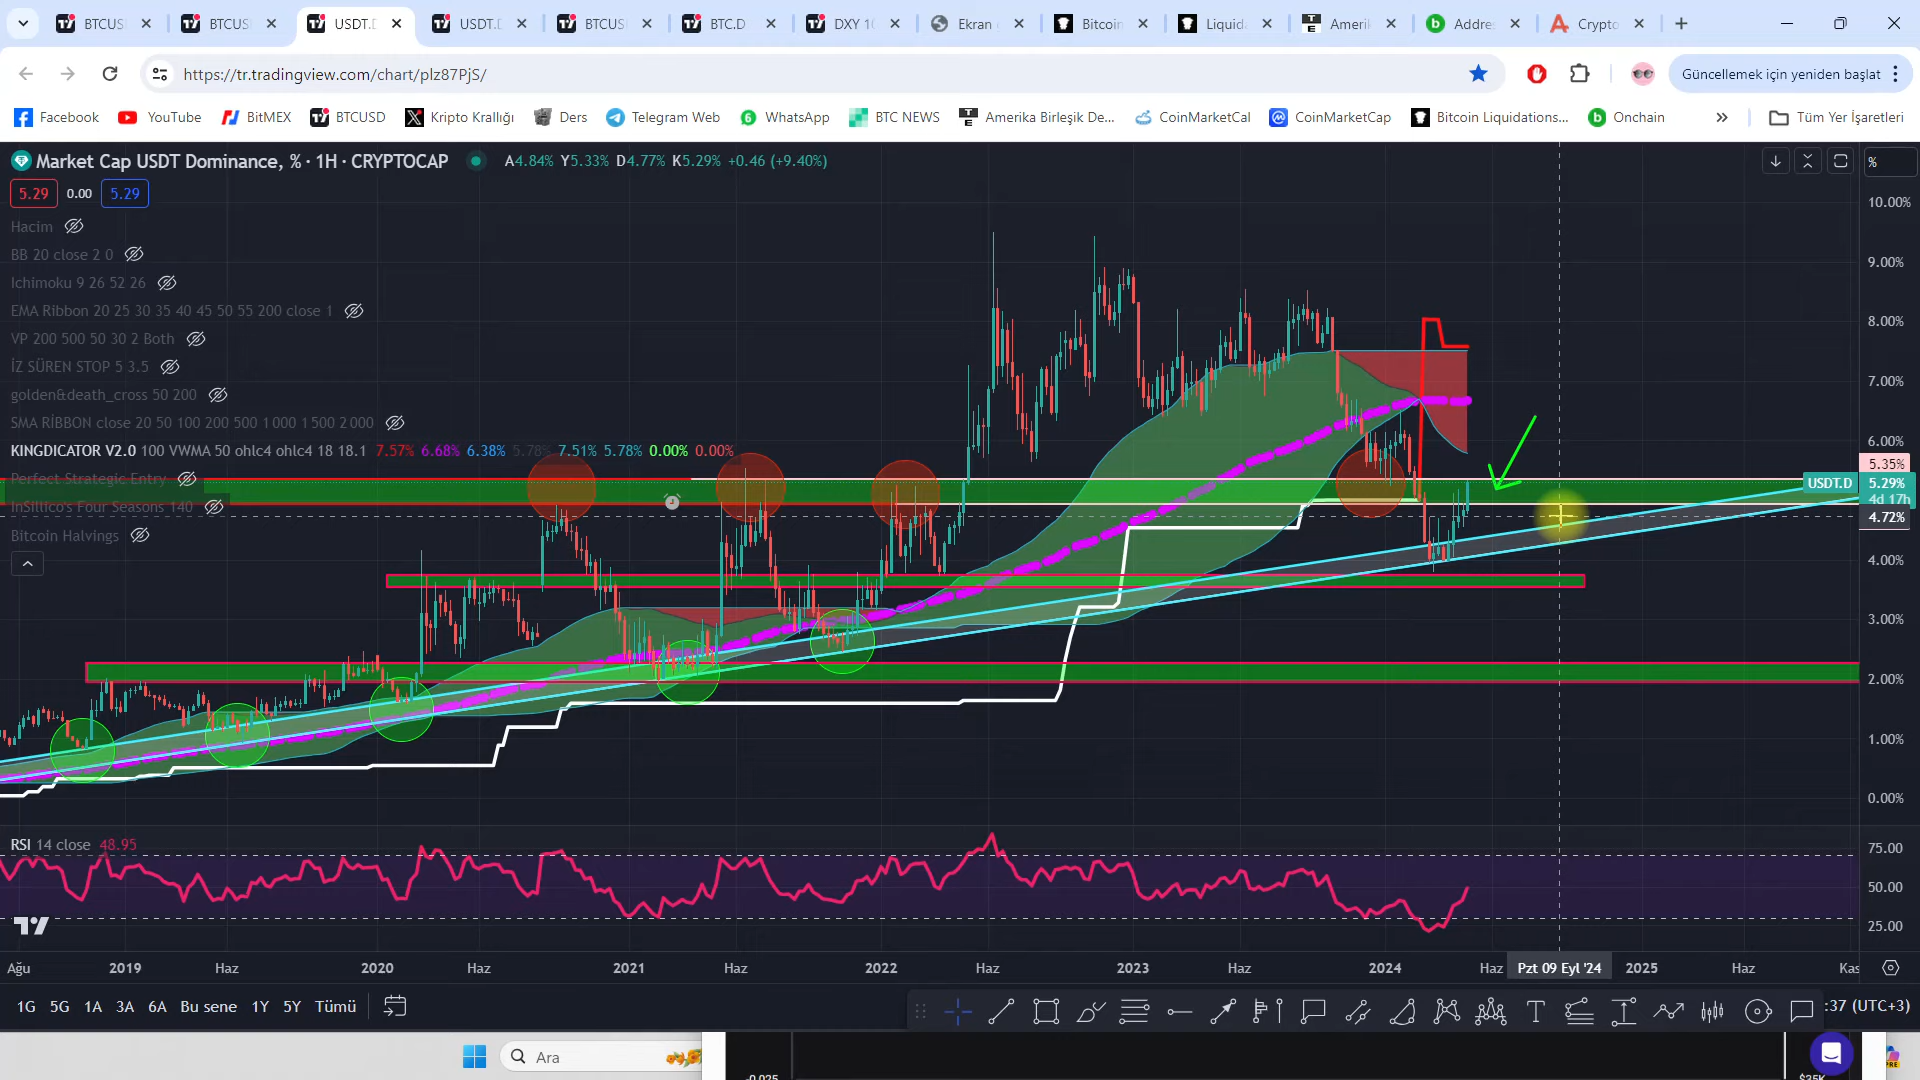 BTCUS
BTCUS
USDT.D
USDT.D
BTCUS
BTC.D
DXY 10
Ekran
Bitcoin
Liquid
Ameri
Addre
Crypto
https://tr.tradingview.com/chart/plz87PjS/
Güncellemek için yeniden başlat
Facebook
YouTube
BitMEX
BTCUSD
Kripto Krallığı
Ders
Telegram Web
WhatsApp
BTC NEWS
Amerika Birleşik De...
CoinMarketCal
CoinMarketCap
Bitcoin Liquidations...
Onchain
Tüm Yer İşaretleri
Market Cap USDT Dominance, % · 1H · CRYPTOCAP
A4.84% Y5.33% D4.77% K5.29% +0.46 (+9.40%)
%
5.29 0.00 5.29
10.00%
Hacim
BB 20 close 2 0
9.00%
Ichimoku 9 26 52 26
EMA Ribbon 20 25 30 35 40 45 50 55 200 close 1
8.00%
VP 200 500 50 30 2 Both
İZ SÜREN STOP 5 3.5
7.00%
golden&death_cross 50 200
SMA RİBBON close 20 50 100 200 500 1 000 1 500 2 000
6.00%
KINGDICATOR V2.0 100 VWMA 50 ohlc4 ohlc4 18 18.1 7.57% 6.68% 6.38% 5.78% 7.51% 5.78% 0.00% 0.00%
5.35%
Perfect Strategic Entry
USDT.D 5.29%
4d 17h
InSillico's Four Seasons 140
4.72%
Bitcoin Halvings
4.00%
3.00%
2.00%
1.00%
0.00%
RSI 14 close 48.95
75.00
50.00
25.00
Ağu 2019 Haz 2020 Haz 2021 Haz 2022 Haz 2023 Haz 2024 Haz Pzt 09 Eyl '24 2025 Haz Kas
1G 5G 1A 3A 6A Bu sene 1Y 5Y Tümü
:37 (UTC+3)
Ara
-0.025
$35K